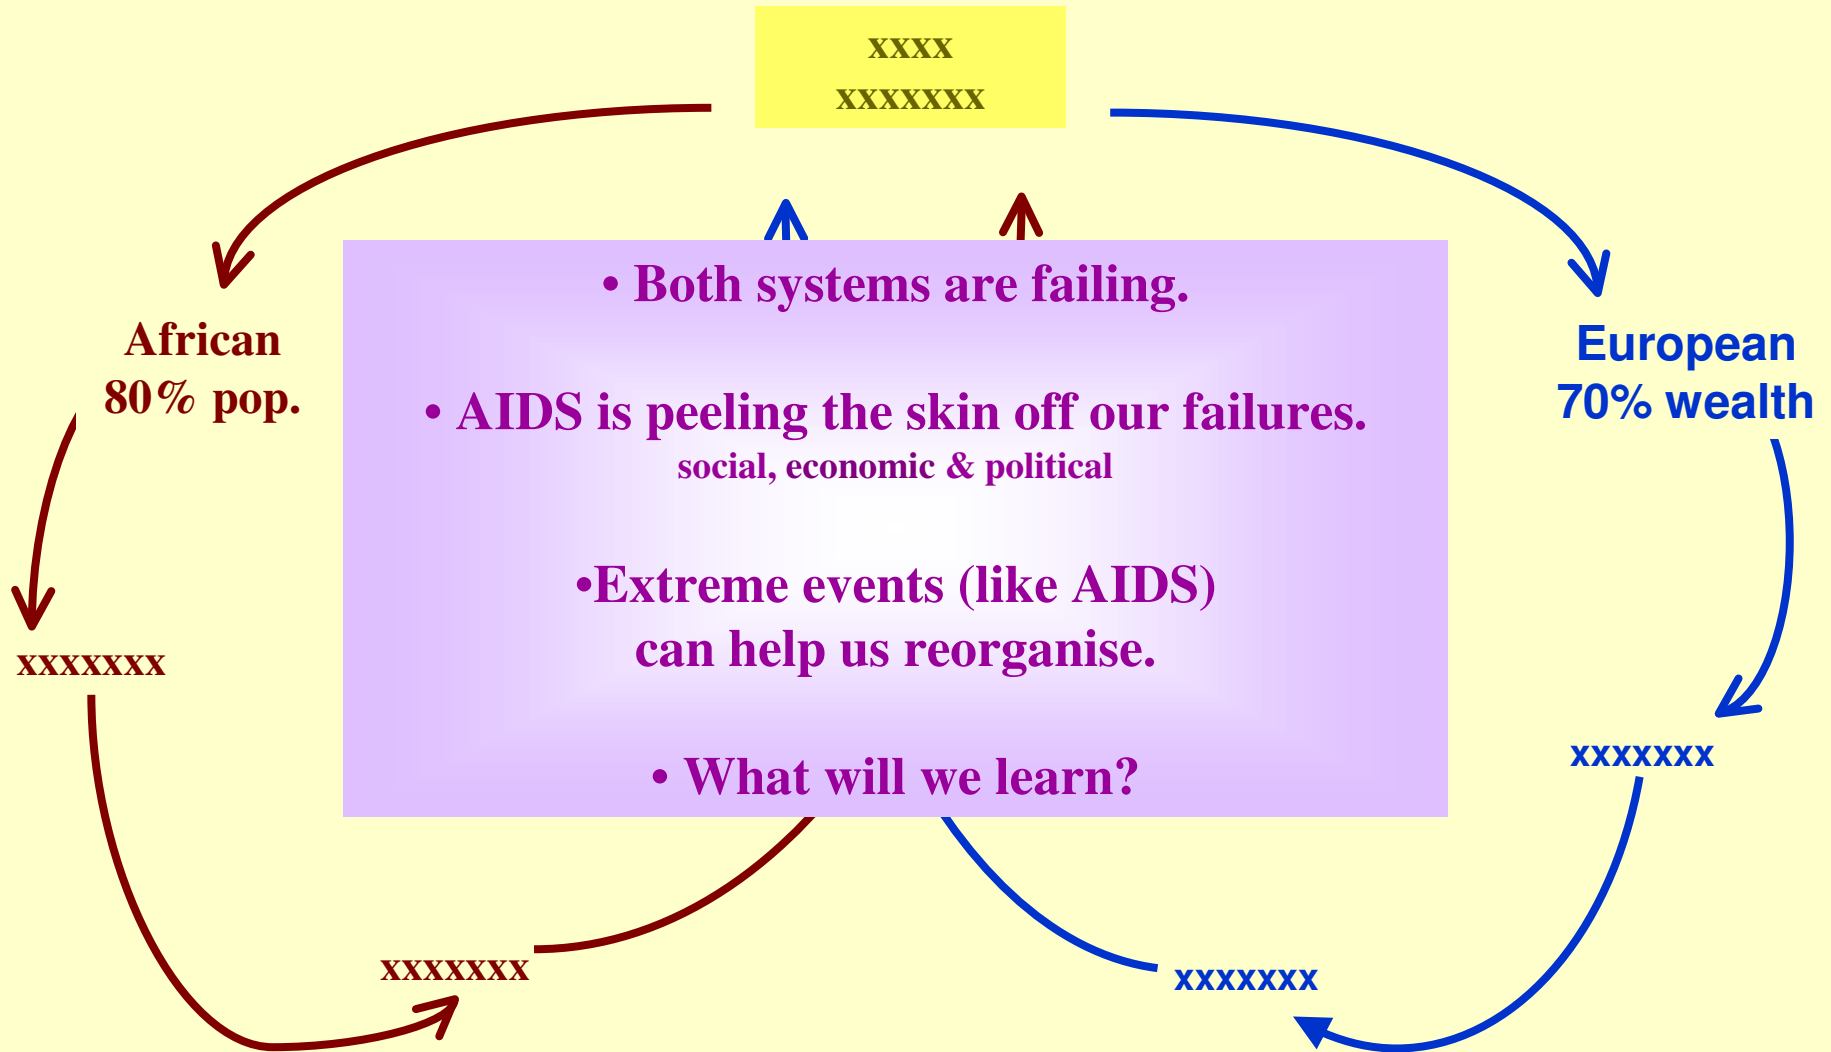 xxxx
xxxxxxx
• Both systems are failing.
African
80% pop.
European
70% wealth
• AIDS is peeling the skin off our failures.
social, economic & political
•Extreme events (like AIDS)
can help us reorganise.
xxxxxxx
• What will we learn?
xxxxxxx
xxxxxxx
xxxxxxx